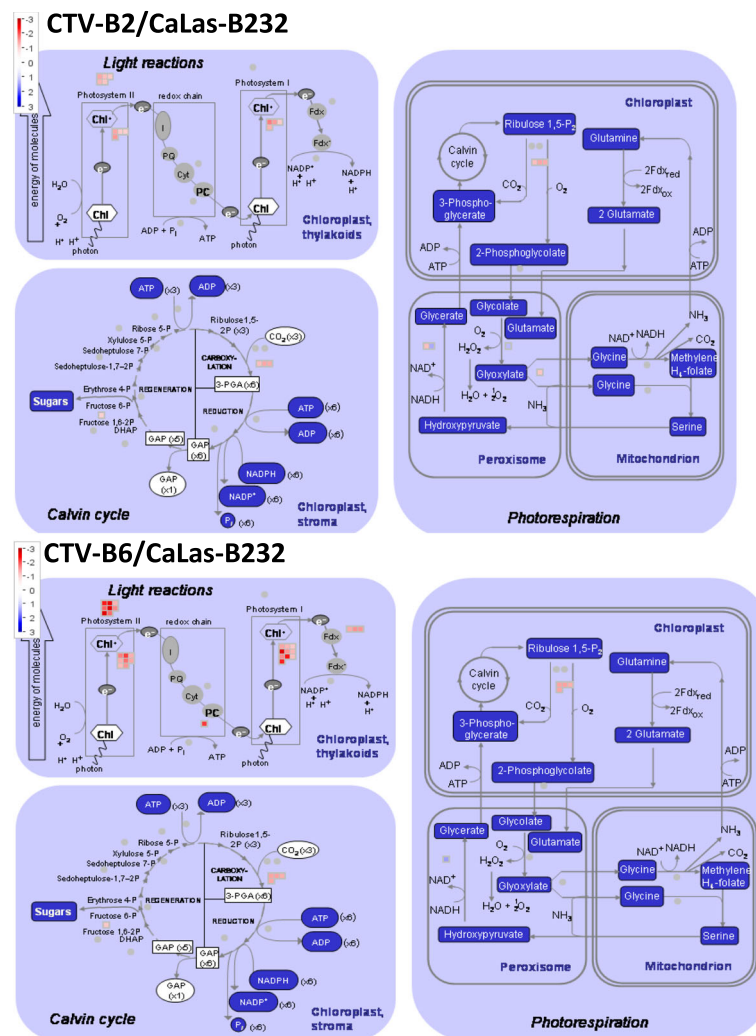 CTV-B2/CaLas-B232
-3
-2
-1
0
1
2
3
energy of molecules
Light reactions
Photosystem II
redox chain
Photosystem I
e⁻
e⁻
Chl*
Chl*
Fdx
Fdx*
I
PQ
Cyt
PC
e⁻
e⁻
e⁻
H₂O
O₂
+
H⁺ H⁺
Chl
photon
ADP + Pᵢ
ATP
Chl
NADP⁺
+
H⁺ H⁺
NADPH
+
H⁺
Chloroplast,
thylakoids
ATP (x3)
ADP (x3)
Ribose 5-P
Xylulose 5-P
Sedoheptulose 7-P
Sedoheptulose-1,7-2P
Erythrose 4-P
Fructose 6-P
Fructose 1,6-2P
DHAP
Sugars
Ribulose1,5-
2P (x3)
CO₂(x3)
CARBOXY-
LATION
REGENERATION
3-PGA (x6)
REDUCTION
ATP (x6)
ADP (x6)
GAP (x5)
GAP
(x6)
GAP
(x1)
NADPH (x6)
NADP⁺ (x6)
Pᵢ (x6)
Calvin cycle
Chloroplast,
stroma
Chloroplast
Ribulose 1,5-P₂
Glutamine
Calvin
cycle
CO₂
O₂
2Fdx red
2Fdx ox
3-Phospho-
glycerate
2 Glutamate
ADP
ATP
2-Phosphoglycolate
ADP
ATP
Glycerate
Glycolate
Glutamate
O₂
H₂O₂
Glyoxylate
NAD⁺
NADH
H₂O + ½O₂
Hydroxypyruvate
NH₃
CO₂
NAD⁺ NADH
Glycine
Methylene
H₄-folate
Glycine
NH₃
Serine
Peroxisome
Mitochondrion
Photorespiration
CTV-B6/CaLas-B232
-3
-2
-1
0
1
2
3
energy of molecules
Light reactions
Photosystem II
redox chain
Photosystem I
e⁻
e⁻
Chl*
Chl*
Fdx
Fdx*
I
PQ
Cyt
PC
e⁻
e⁻
e⁻
H₂O
O₂
+
H⁺ H⁺
Chl
photon
ADP + Pᵢ
ATP
Chl
NADP⁺
+
H⁺ H⁺
NADPH
+
H⁺
Chloroplast,
thylakoids
ATP (x3)
ADP (x3)
Ribose 5-P
Xylulose 5-P
Sedoheptulose 7-P
Sedoheptulose-1,7-2P
Erythrose 4-P
Fructose 6-P
Fructose 1,6-2P
DHAP
Sugars
Ribulose1,5-
2P (x3)
CO₂(x3)
CARBOXY-
LATION
REGENERATION
3-PGA (x6)
REDUCTION
ATP (x6)
ADP (x6)
GAP (x5)
GAP
(x6)
GAP
(x1)
NADPH (x6)
NADP⁺ (x6)
Pᵢ (x6)
Calvin cycle
Chloroplast,
stroma
Chloroplast
Ribulose 1,5-P₂
Glutamine
Calvin
cycle
CO₂
O₂
2Fdx red
2Fdx ox
3-Phospho-
glycerate
2 Glutamate
ADP
ATP
2-Phosphoglycolate
ADP
ATP
Glycerate
Glycolate
Glutamate
O₂
H₂O₂
Glyoxylate
NAD⁺
NADH
H₂O + ½O₂
Hydroxypyruvate
NH₃
CO₂
NAD⁺ NADH
Glycine
Methylene
H₄-folate
Glycine
NH₃
Serine
Peroxisome
Mitochondrion
Photorespiration